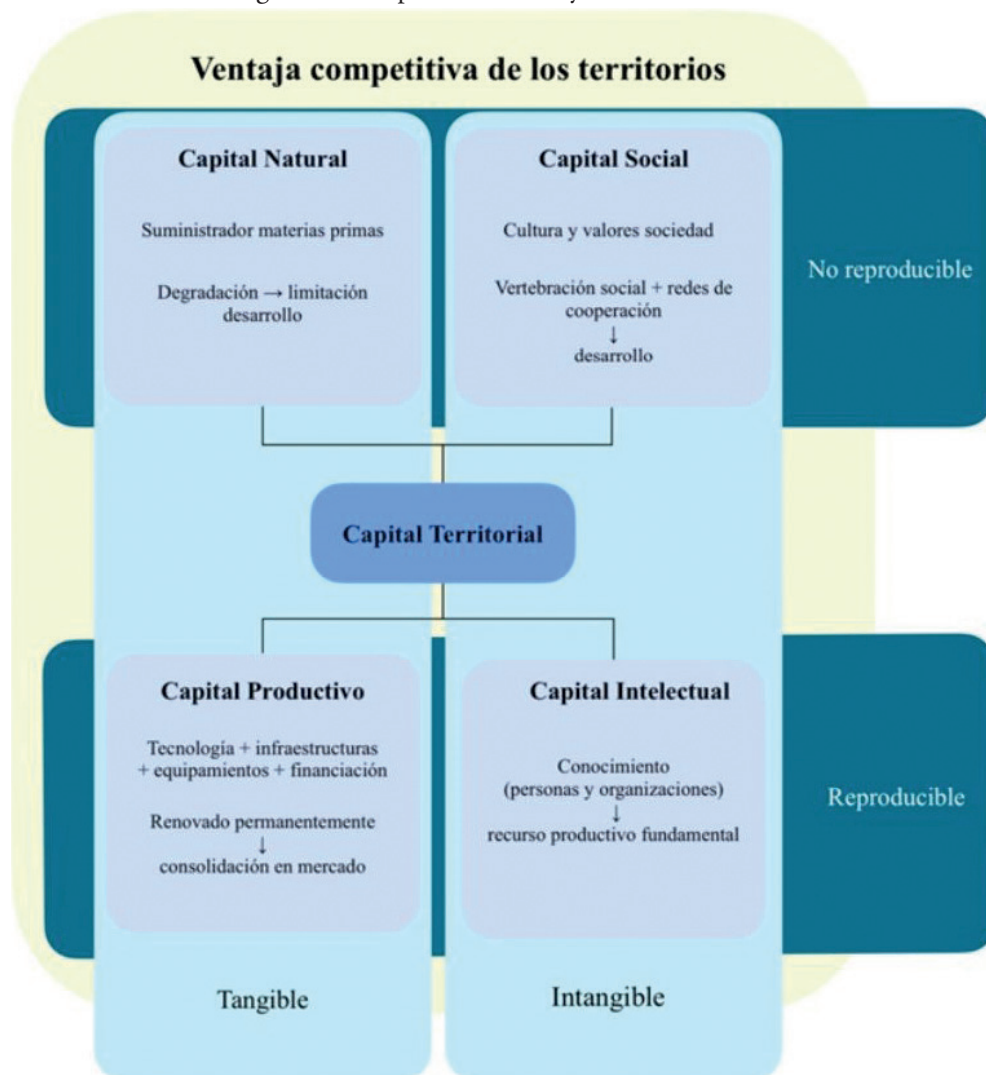 Ventaja competitiva de los territorios
Capital Natural
Suministrador materias primas
Degradación → limitación
desarrollo
Capital Social
Cultura y valores sociedad
Vertebración social + redes de
cooperación
↓
desarrollo
No reproducible
Capital Territorial
Capital Productivo
Tecnología + infraestructuras
+ equipamientos + financiación
Renovado permanentemente
↓
consolidación en mercado
Capital Intelectual
Conocimiento
(personas y organizaciones)
↓
recurso productivo fundamental
Reproducible
Tangible
Intangible